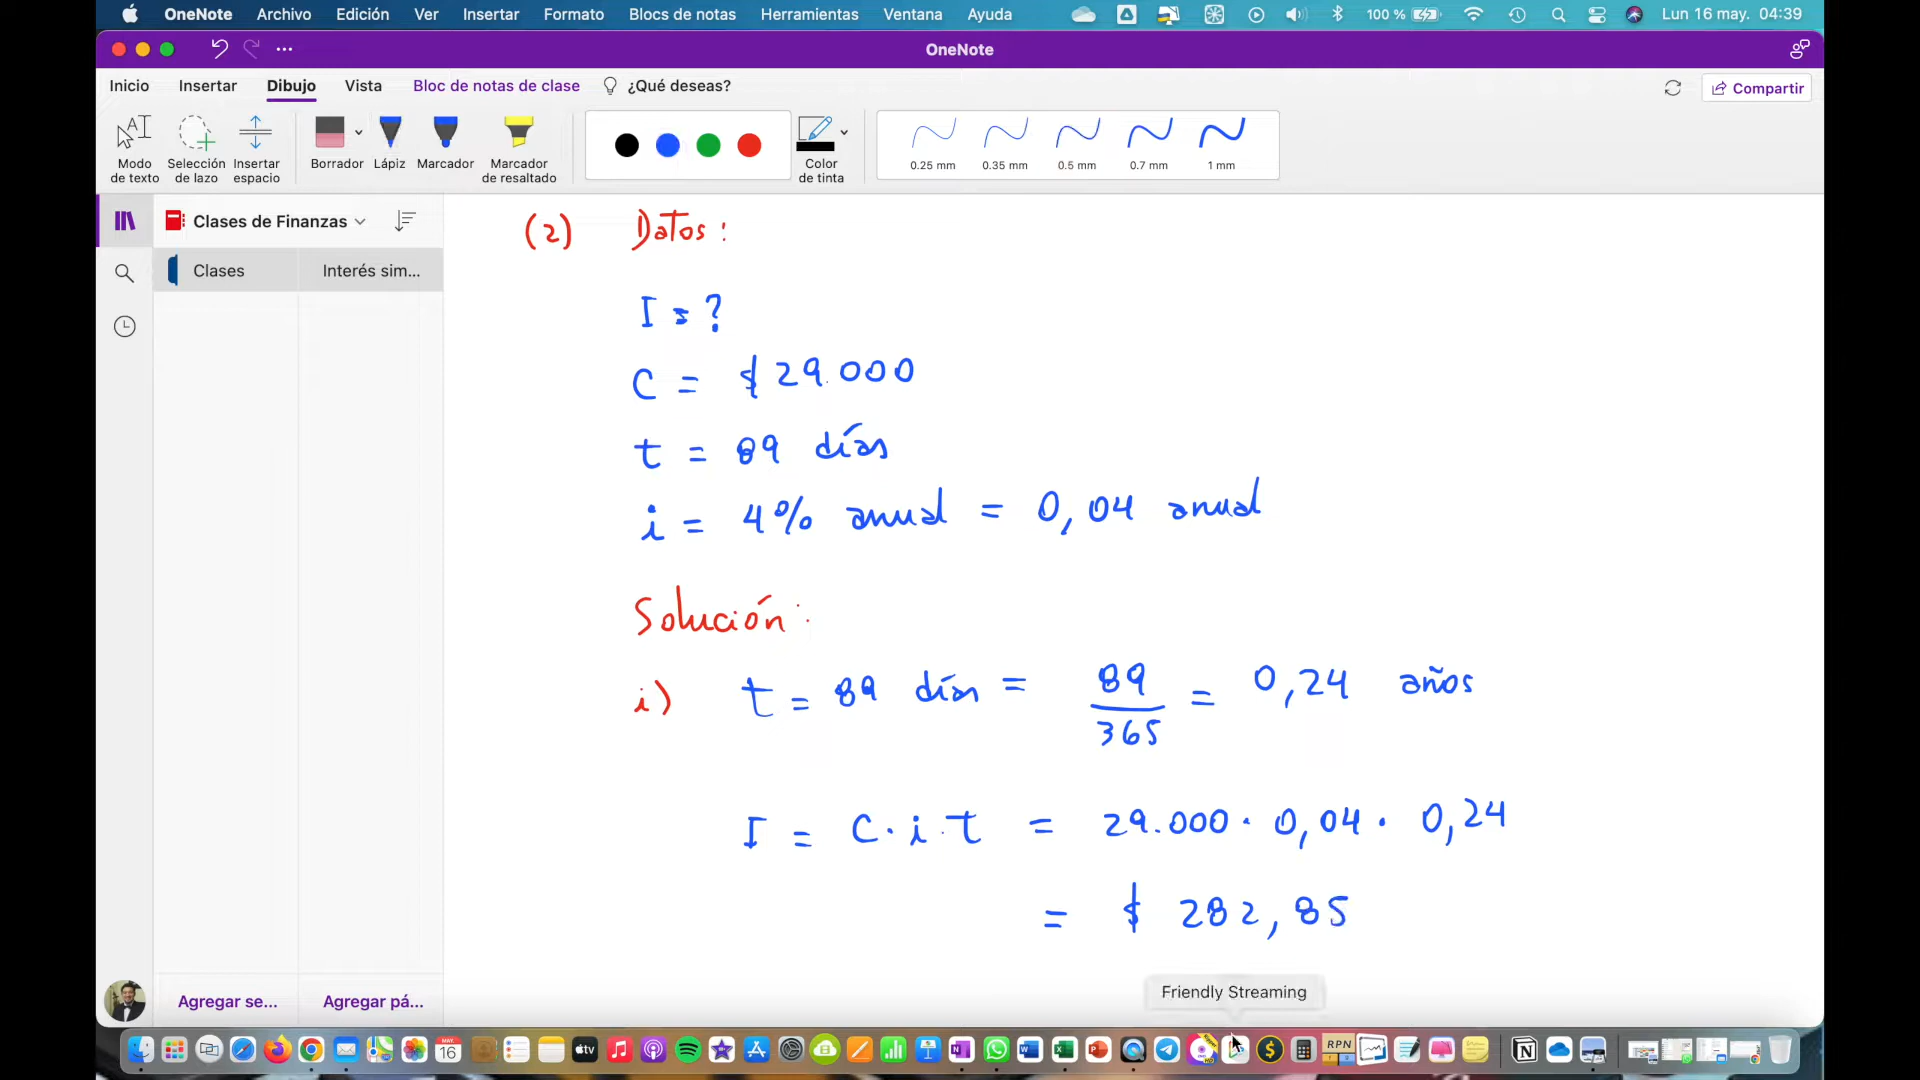 OneNote Archivo Edición Ver Insertar Formato Blocs de notas Herramientas Ventana Ayuda 100 % Lun 16 may. 04:39
OneNote
Inicio Insertar Dibujo Vista Bloc de notas de clase ¿Qué deseas? Compartir
Modo de texto
Selección de lazo
Insertar espacio
Borrador
Lápiz
Marcador
Marcador de resaltado
Color de tinta
0.25 mm 0.35 mm 0.5 mm 0.7 mm 1 mm
Clases de Finanzas
Clases Interés sim...
(2) Datos:
I = ?
C = $ 29.000
t = 89 días
i = 4% anual = 0,04 anual
Solución:
i) t = 89 días = 89/365 = 0,24 años
I = C·i·t = 29.000 · 0,04 · 0,24
= $ 282,85
Agregar se... Agregar pá...
Friendly Streaming
MAY 16
tv
RPN